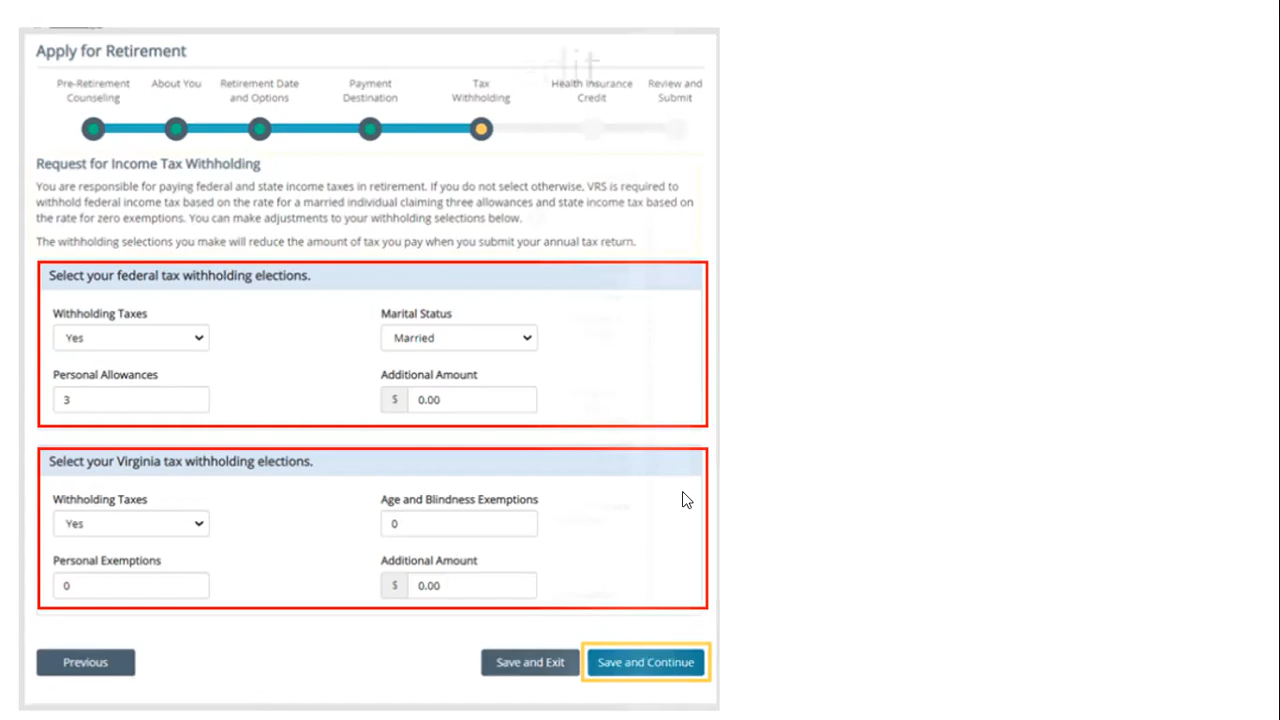 Apply for Retirement
Pre-Retirement Counseling
About You
Retirement Date and Options
Payment Destination
Tax Withholding
Health Insurance Credit
Review and Submit
Request for Income Tax Withholding
You are responsible for paying federal and state income taxes in retirement. If you do not select otherwise, VRS is required to
withhold federal income tax based on the rate for a married individual claiming three allowances and state income tax based on
the rate for zero exemptions. You can make adjustments to your withholding selections below.
The withholding selections you make will reduce the amount of tax you pay when you submit your annual tax return.
Select your federal tax withholding elections.
Withholding Taxes
Marital Status
Yes
Married
Personal Allowances
Additional Amount
3
$ 0.00
Select your Virginia tax withholding elections.
Withholding Taxes
Age and Blindness Exemptions
Yes
0
Personal Exemptions
Additional Amount
0
$ 0.00
Previous
Save and Exit
Save and Continue